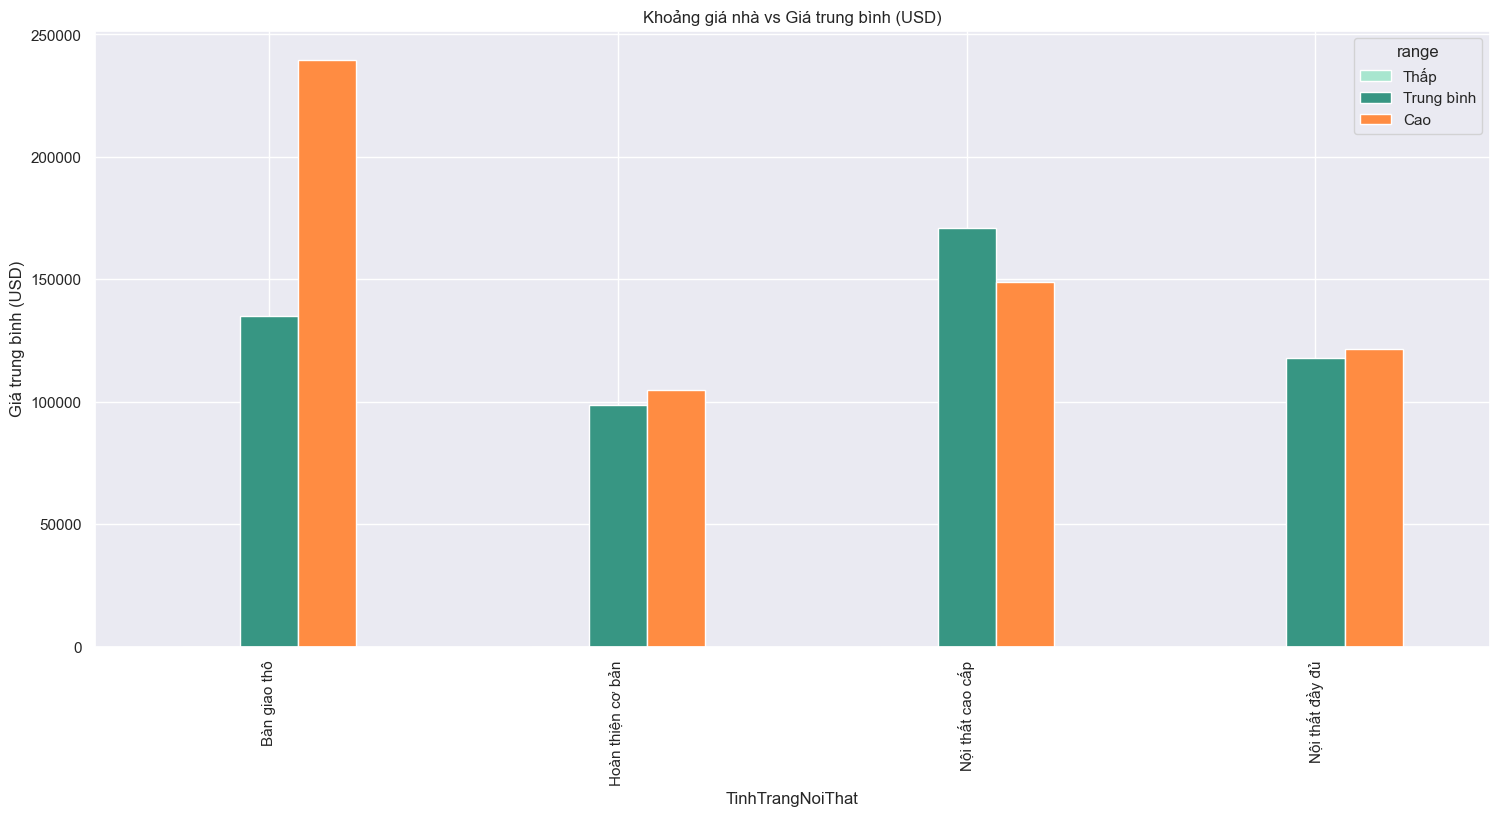 Khoảng giá nhà vs Giá trung bình (USD)
range
Thấp
Trung bình
Cao
Giá trung bình (USD)
250000
200000
150000
100000
50000
0
Bàn giao thô
Hoàn thiện cơ bản
Nội thất cao cấp
Nội thất đầy đủ
TinhTrangNoiThat